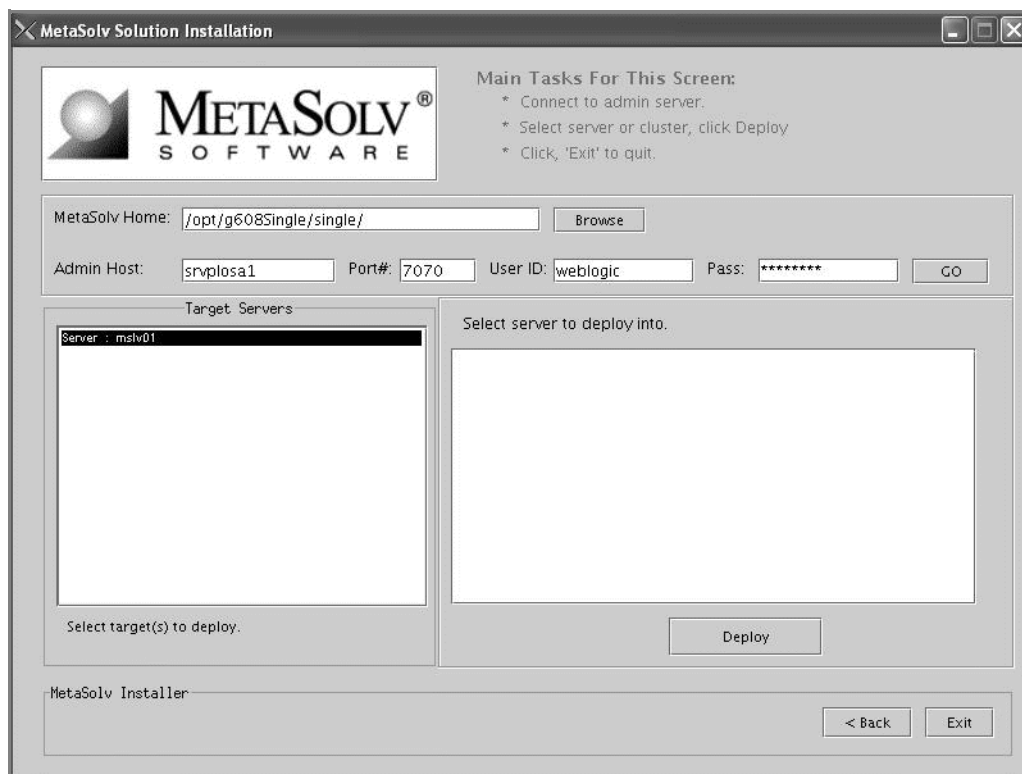 MetaSolv Solution Installation
METASOLV®
SOFTWARE
Main Tasks For This Screen:
* Connect to admin server.
* Select server or cluster, click Deploy
* Click, 'Exit' to quit.
MetaSolv Home: /opt/g608Single/single/ Browse
Admin Host: srvplosa1 Port#: 7070 User ID: weblogic Pass: ******** GO
Target Servers
Server : mslv01
Select target(s) to deploy.
Select server to deploy into.
Deploy
MetaSolv Installer
< Back Exit